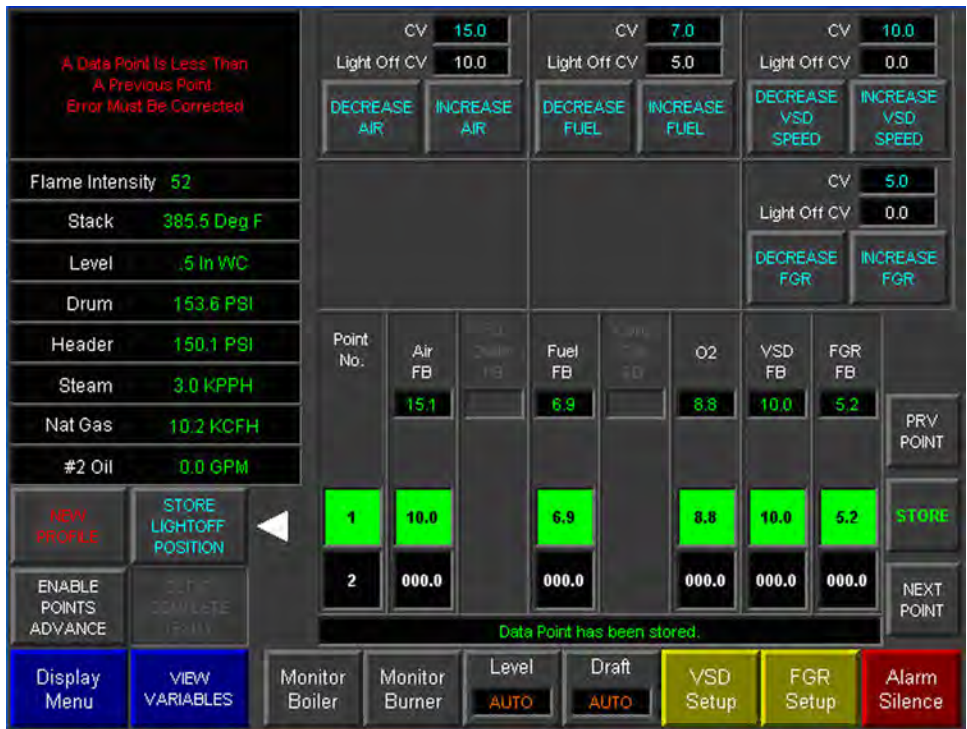 A Data Point Is Less Than
A Previous Point
Error Must Be Corrected
CV 15.0
Light Off CV 10.0
DECREASE
AIR
INCREASE
AIR
CV 7.0
Light Off CV 5.0
DECREASE
FUEL
INCREASE
FUEL
CV 10.0
Light Off CV 0.0
DECREASE
VSD
SPEED
INCREASE
VSD
SPEED
CV 5.0
Light Off CV 0.0
DECREASE
FGR
INCREASE
FGR
Flame Intensity 52
Stack 385.5 Deg F
Level .5 In WC
Drum 153.6 PSI
Header 150.1 PSI
Steam 3.0 KPPH
Nat Gas 10.2 KCFH
#2 Oil 0.0 GPM
Point
No.
Air
FB
Fuel
FB
O2
VSD
FB
FGR
FB
15.1 6.9 8.8 10.0 5.2
1 10.0 6.9 8.8 10.0 5.2
2 000.0 000.0 000.0 000.0 000.0
Data Point has been stored.
PRV
POINT
STORE
NEXT
POINT
NEW
PROFILE
STORE
LIGHTOFF
POSITION
ENABLE
POINTS
ADVANCE
Display
Menu
VIEW
VARIABLES
Monitor
Boiler
Monitor
Burner
Level
AUTO
Draft
AUTO
VSD
Setup
FGR
Setup
Alarm
Silence